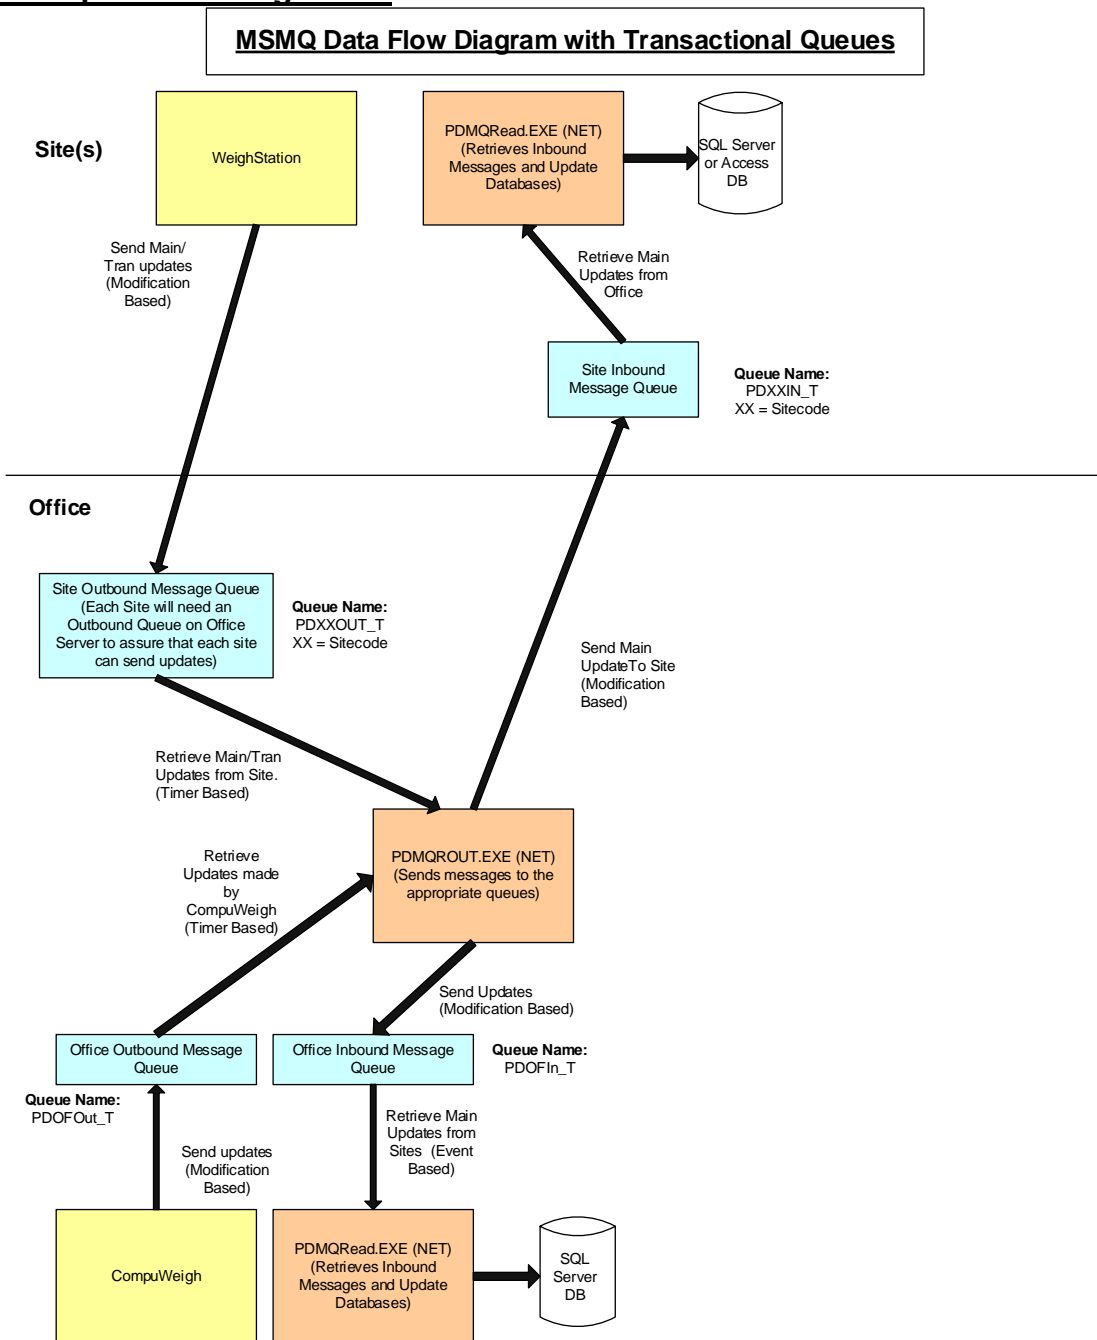 MSMQ Data Flow Diagram with Transactional Queues
Site(s)
WeighStation
PDMQRead.EXE (NET)
(Retrieves Inbound
Messages and Update
Databases)
SQL Server
or Access
DB
Send Main/
Tran updates
(Modification
Based)
Retrieve Main
Updates from
Office
Site Inbound
Message Queue
Queue Name:
PDXXIN_T
XX = Sitecode
Office
Site Outbound Message Queue
(Each Site will need an
Outbound Queue on Office
Server to assure that each site
can send updates)
Queue Name:
PDXXOUT_T
XX = Sitecode
Send Main
UpdateTo Site
(Modification
Based)
Retrieve Main/Tran
Updates from Site.
(Timer Based)
Retrieve
Updates made
by
CompuWeigh
(Timer Based)
PDMQROUT.EXE (NET)
(Sends messages to the
appropriate queues)
Send Updates
(Modification Based)
Office Outbound Message
Queue
Office Inbound Message
Queue
Queue Name:
PDOFIn_T
Queue Name:
PDOFOut_T
Retrieve Main
Updates from
Sites (Event
Based)
Send updates
(Modification
Based)
CompuWeigh
PDMQRead.EXE (NET)
(Retrieves Inbound
Messages and Update
Databases)
SQL
Server
DB